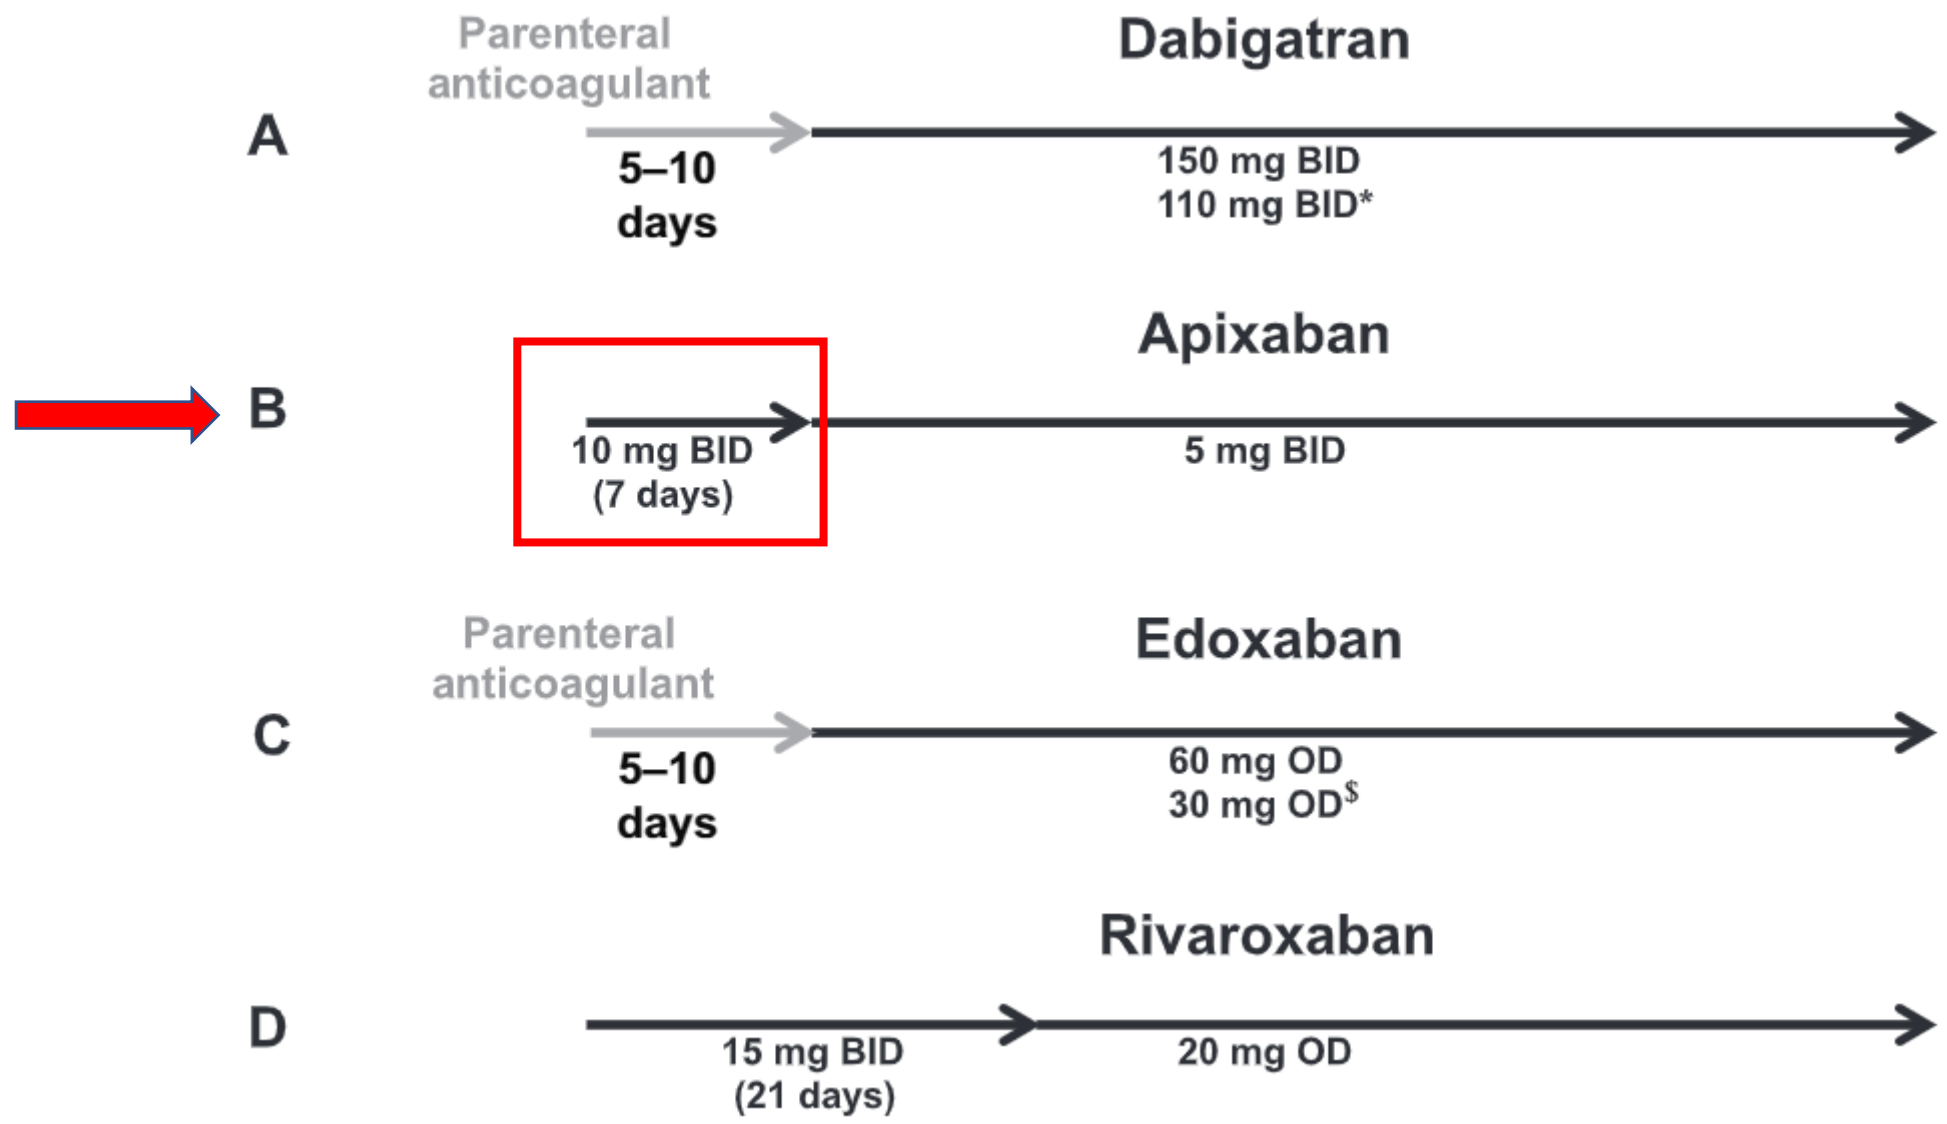 Parenteral
anticoagulant
Dabigatran
A
5–10
days
150 mg BID
110 mg BID*
Apixaban
B
10 mg BID
(7 days)
5 mg BID
Parenteral
anticoagulant
Edoxaban
C
5–10
days
60 mg OD
30 mg OD$
Rivaroxaban
D
15 mg BID
(21 days)
20 mg OD